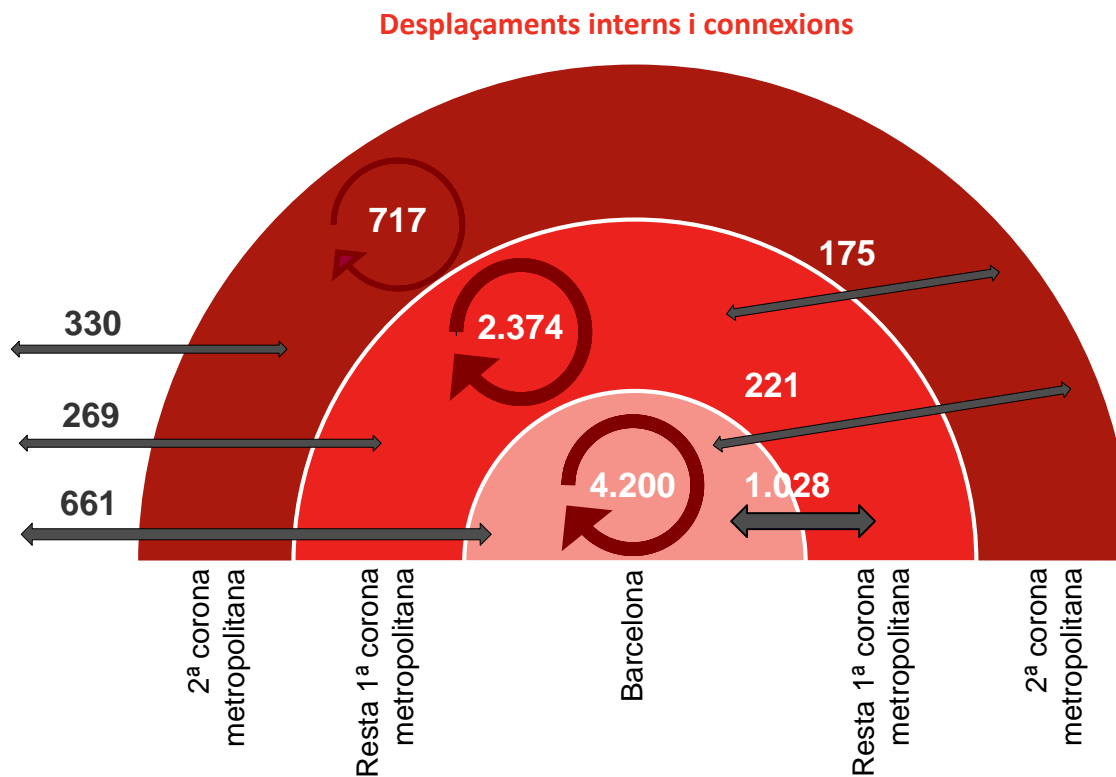 Desplaçaments interns i connexions
717
175
2.374
330
221
269
4.200
1.028
661
2ª corona
metropolitana
Resta 1ª corona
metropolitana
Barcelona
Resta 1ª corona
metropolitana
2ª corona
metropolitana